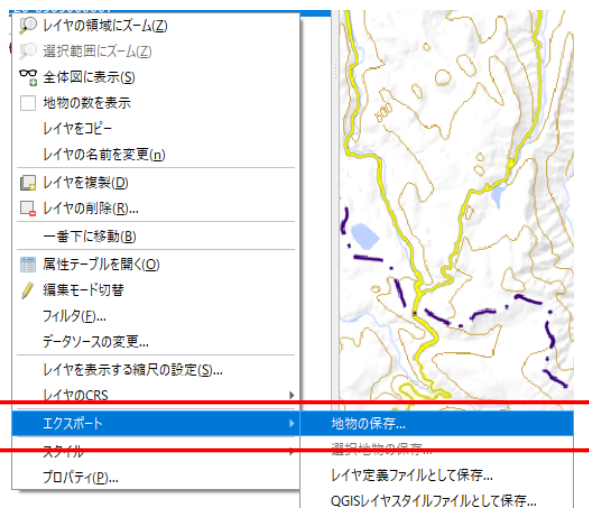 レイヤの領域にズーム(Z)
選択範囲にズーム(Z)
全体図に表示(S)
地物の数を表示
レイヤをコピー
レイヤの名前を変更(n)
レイヤを複製(D)
レイヤの削除(R)...
一番下に移動(B)
属性テーブルを開く(O)
編集モード切替
フィルタ(F)...
データソースの変更...
レイヤを表示する縮尺の設定(S)...
レイヤのCRS
エクスポート
スタイル
プロパティ(P)...
地物の保存...
選択地物の保存...
レイヤ定義ファイルとして保存...
QGISレイヤスタイルファイルとして保存...